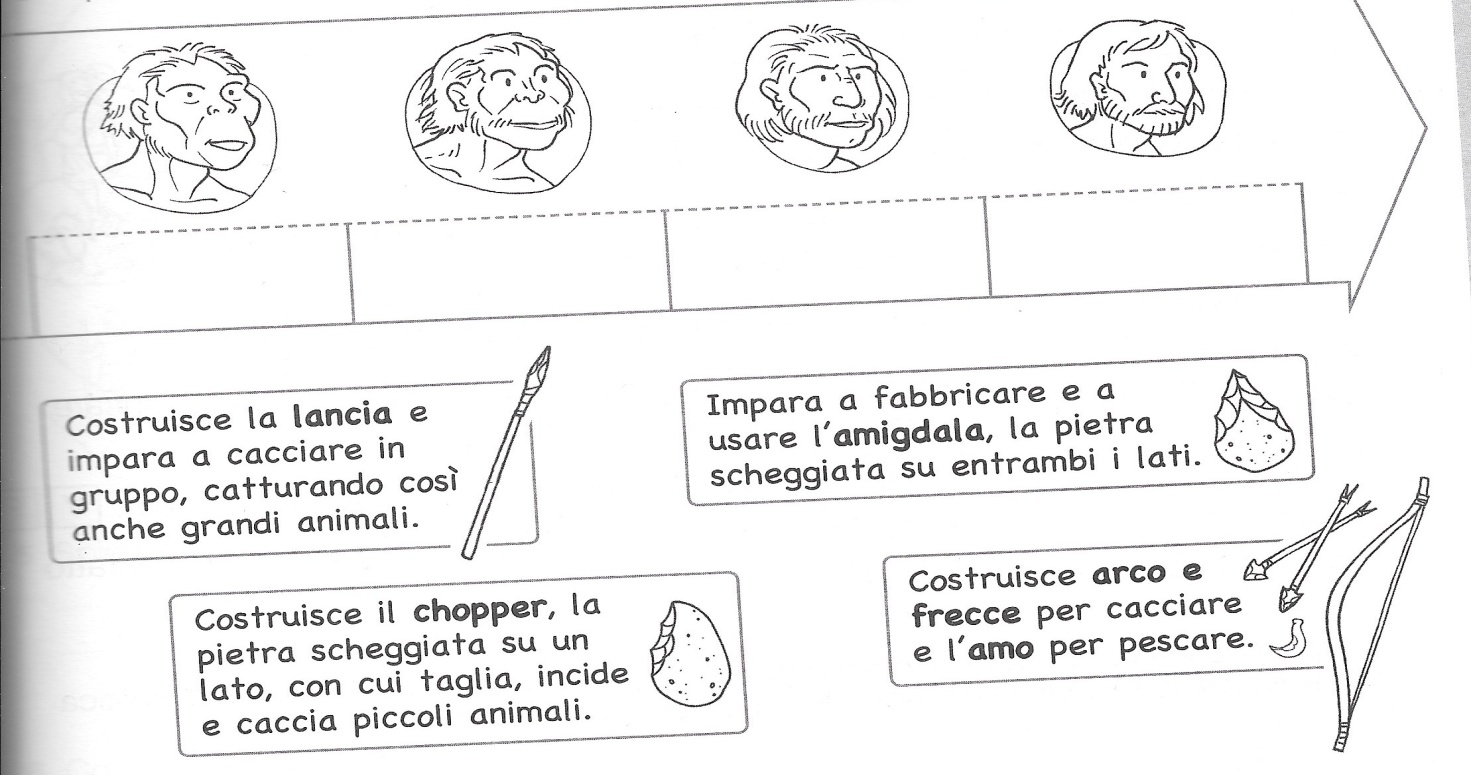 Costruisce la lancia e
impara a cacciare in
gruppo, catturando così
anche grandi animali.
Impara a fabbricare e a
usare l'amigdala, la pietra
scheggiata su entrambi i lati.
Costruisce il chopper, la
pietra scheggiata su un
lato, con cui taglia, incide
e caccia piccoli animali.
Costruisce arco e
frecce per cacciare
e l'amo per pescare.